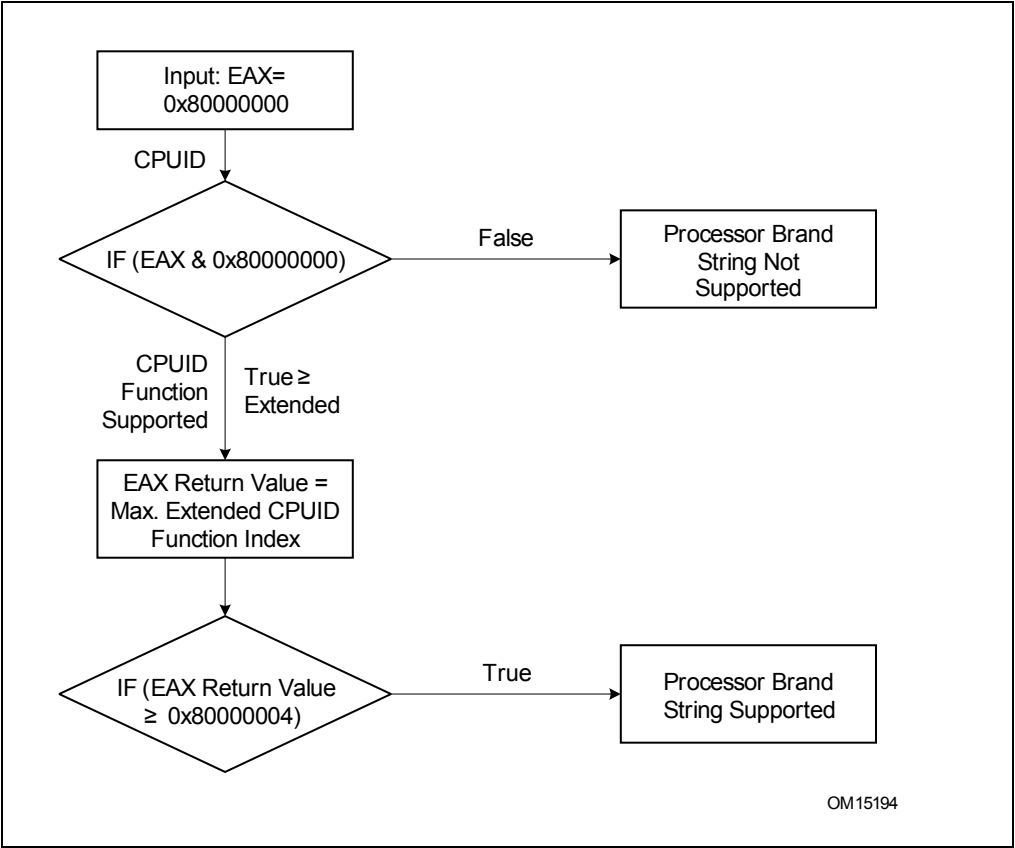 Input: EAX=
0x80000000
CPUID
IF (EAX & 0x80000000)
False
Processor Brand
String Not
Supported
CPUID
Function
Supported
True ≥
Extended
EAX Return Value =
Max. Extended CPUID
Function Index
IF (EAX Return Value
≥ 0x80000004)
True
Processor Brand
String Supported
OM15194